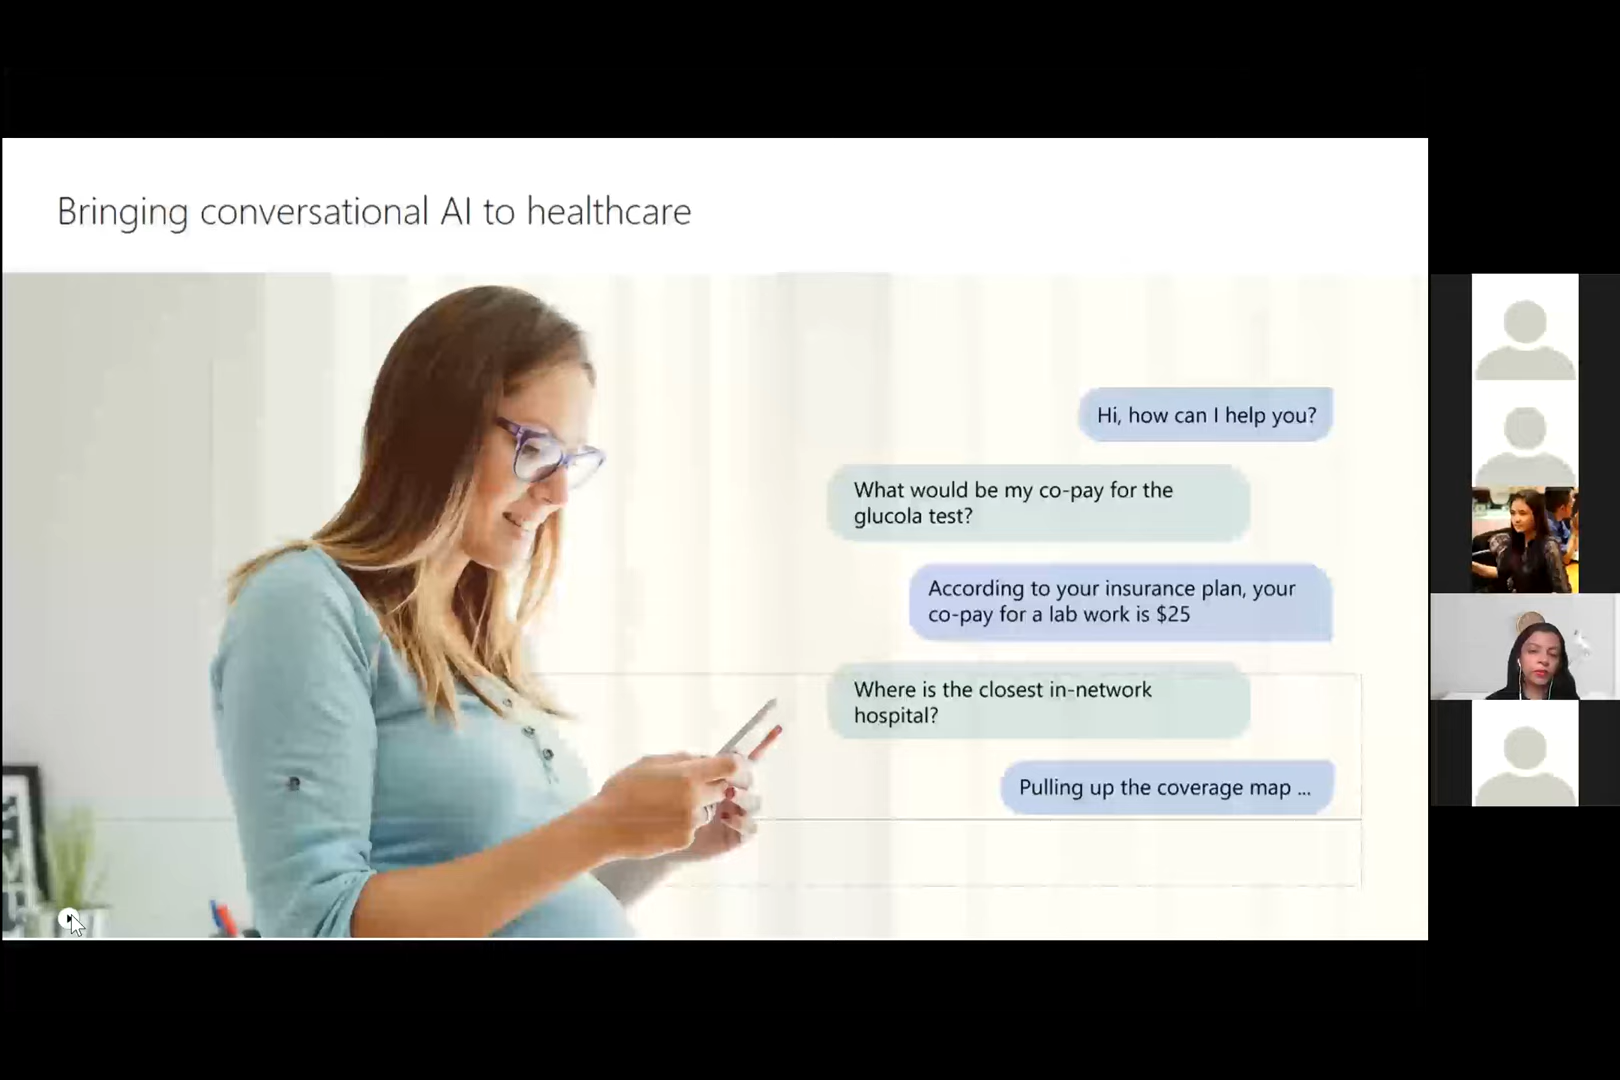 Bringing conversational AI to healthcare
Hi, how can I help you?
What would be my co-pay for the
glucola test?
According to your insurance plan, your
co-pay for a lab work is $25
Where is the closest in-network
hospital?
Pulling up the coverage map ...